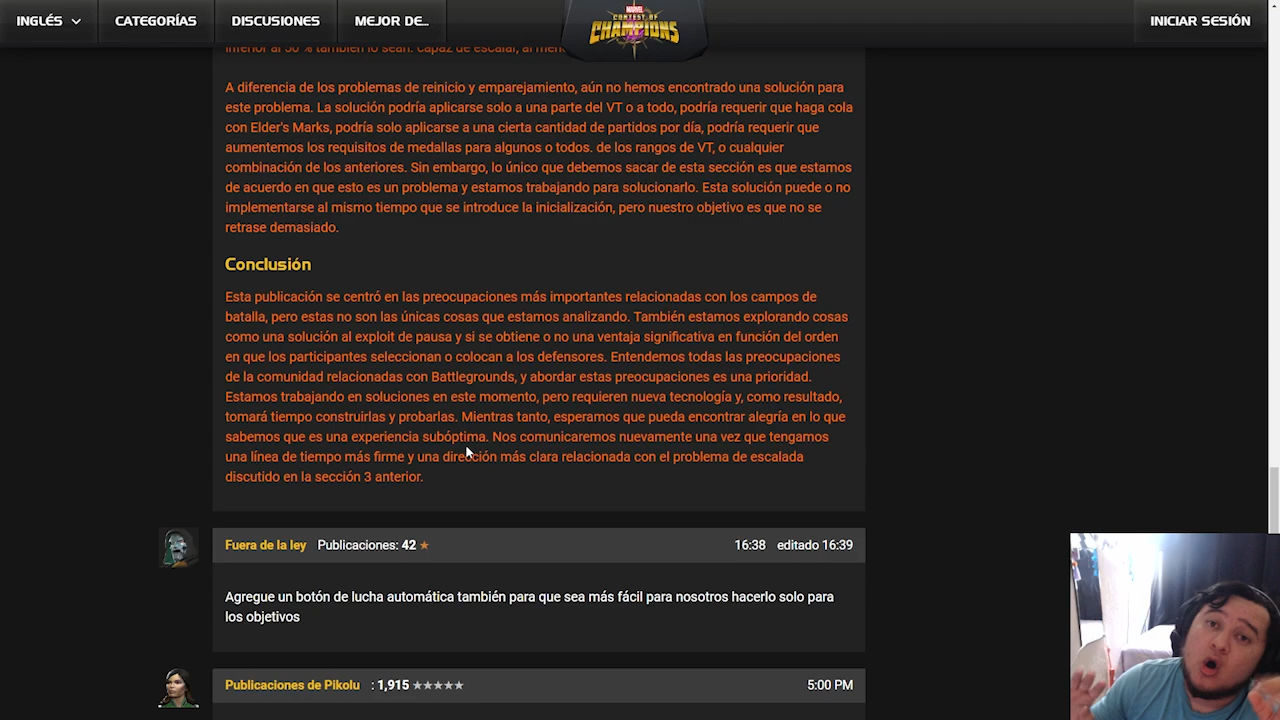 INGLÉS
CATEGORÍAS
DISCUSIONES
MEJOR DE...
MARVEL
CONTEST OF
CHAMPIONS
INICIAR SESIÓN
inferior al 50 % también lo sean. capaz de escalar, al
A diferencia de los problemas de reinicio y emparejamiento, aún no hemos encontrado una solución para
este problema. La solución podría aplicarse solo a una parte del VT o a todo, podría requerir que haga cola
con Elder's Marks, podría solo aplicarse a una cierta cantidad de partidos por día, podría requerir que
aumentemos los requisitos de medallas para algunos o todos. de los rangos de VT, o cualquier
combinación de los anteriores. Sin embargo, lo único que debemos sacar de esta sección es que estamos
de acuerdo en que esto es un problema y estamos trabajando para solucionarlo. Esta solución puede o no
implementarse al mismo tiempo que se introduce la inicialización, pero nuestro objetivo es que no se
retrase demasiado.
Conclusión
Esta publicación se centró en las preocupaciones más importantes relacionadas con los campos de
batalla, pero estas no son las únicas cosas que estamos analizando. También estamos explorando cosas
como una solución al exploit de pausa y si se obtiene o no una ventaja significativa en función del orden
en que los participantes seleccionan o colocan a los defensores. Entendemos todas las preocupaciones
de la comunidad relacionadas con Battlegrounds, y abordar estas preocupaciones es una prioridad.
Estamos trabajando en soluciones en este momento, pero requieren nueva tecnología y, como resultado,
tomará tiempo construirlas y probarlas. Mientras tanto, esperamos que pueda encontrar alegría en lo que
sabemos que es una experiencia subóptima. Nos comunicaremos nuevamente una vez que tengamos
una línea de tiempo más firme y una dirección más clara relacionada con el problema de escalada
discutido en la sección 3 anterior.
Fuera de la ley Publicaciones: 42 ★ 16:38 editado 16:39
Agregue un botón de lucha automática también para que sea más fácil para nosotros hacerlo solo para
los objetivos
Publicaciones de Pikolu : 1,915 ★★★★★ 5:00 PM